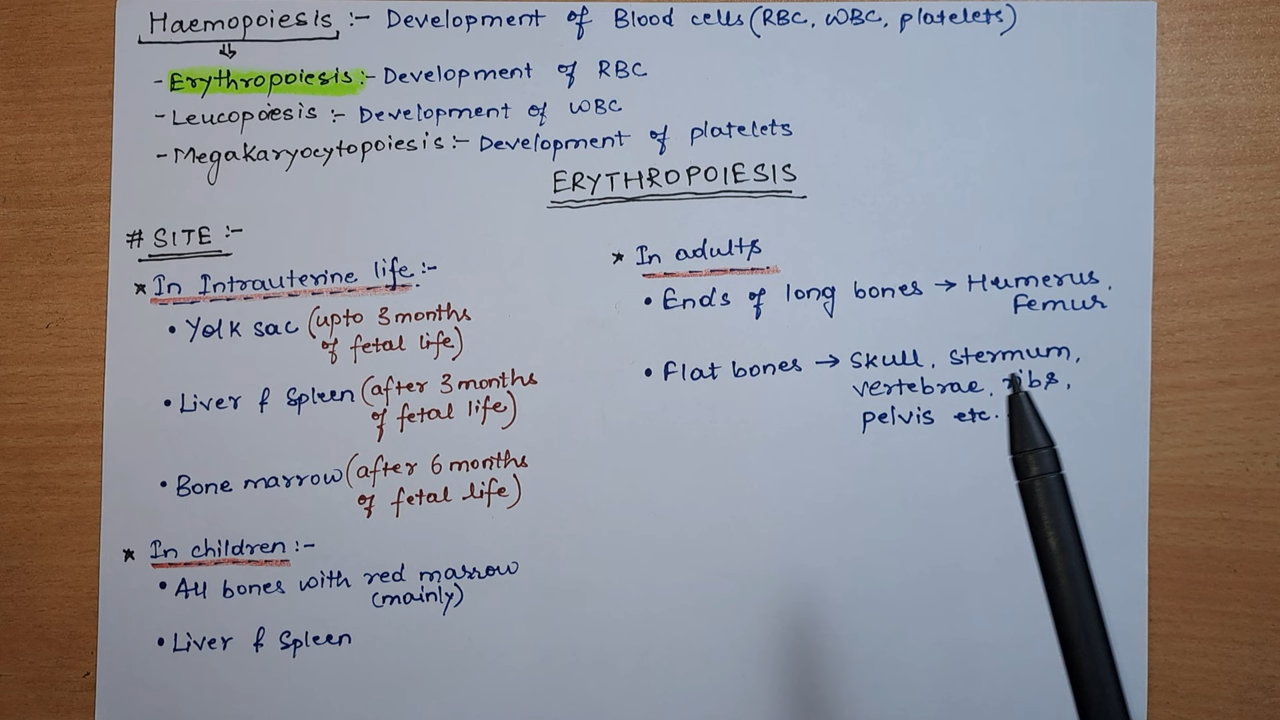 Haemopoiesis :- Development of Blood cells (RBC, WBC, platelets)
- Erythropoiesis :- Development of RBC
- Leucopoiesis :- Development of WBC
- Megakaryocytopoiesis :- Development of platelets
ERYTHROPOIESIS
# SITE :-
* In Intrauterine life :-
• Yolk sac (upto 3 months
of fetal life)
• Liver & Spleen (after 3 months
of fetal life)
• Bone marrow (after 6 months
of fetal life)
* In children :-
• All bones with red marrow
(mainly)
• Liver & Spleen
* In adults
• Ends of long bones → Humerus,
Femur
• Flat bones → Skull, Sternum,
vertebrae, ribs,
pelvis etc.